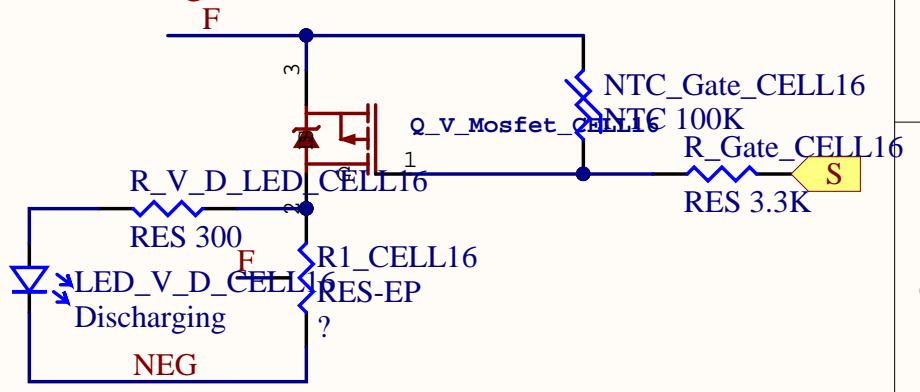 F
3
NTC_Gate_CELL16
NTC 100K
Q_V_Mosfet_CELL16
1
G
R_Gate_CELL16
S
RES 3.3K
R_V_D_LED_CELL16
2
RES 300
F
R1_CELL16
RES-EP
?
LED_V_D_CELL16
Discharging
NEG